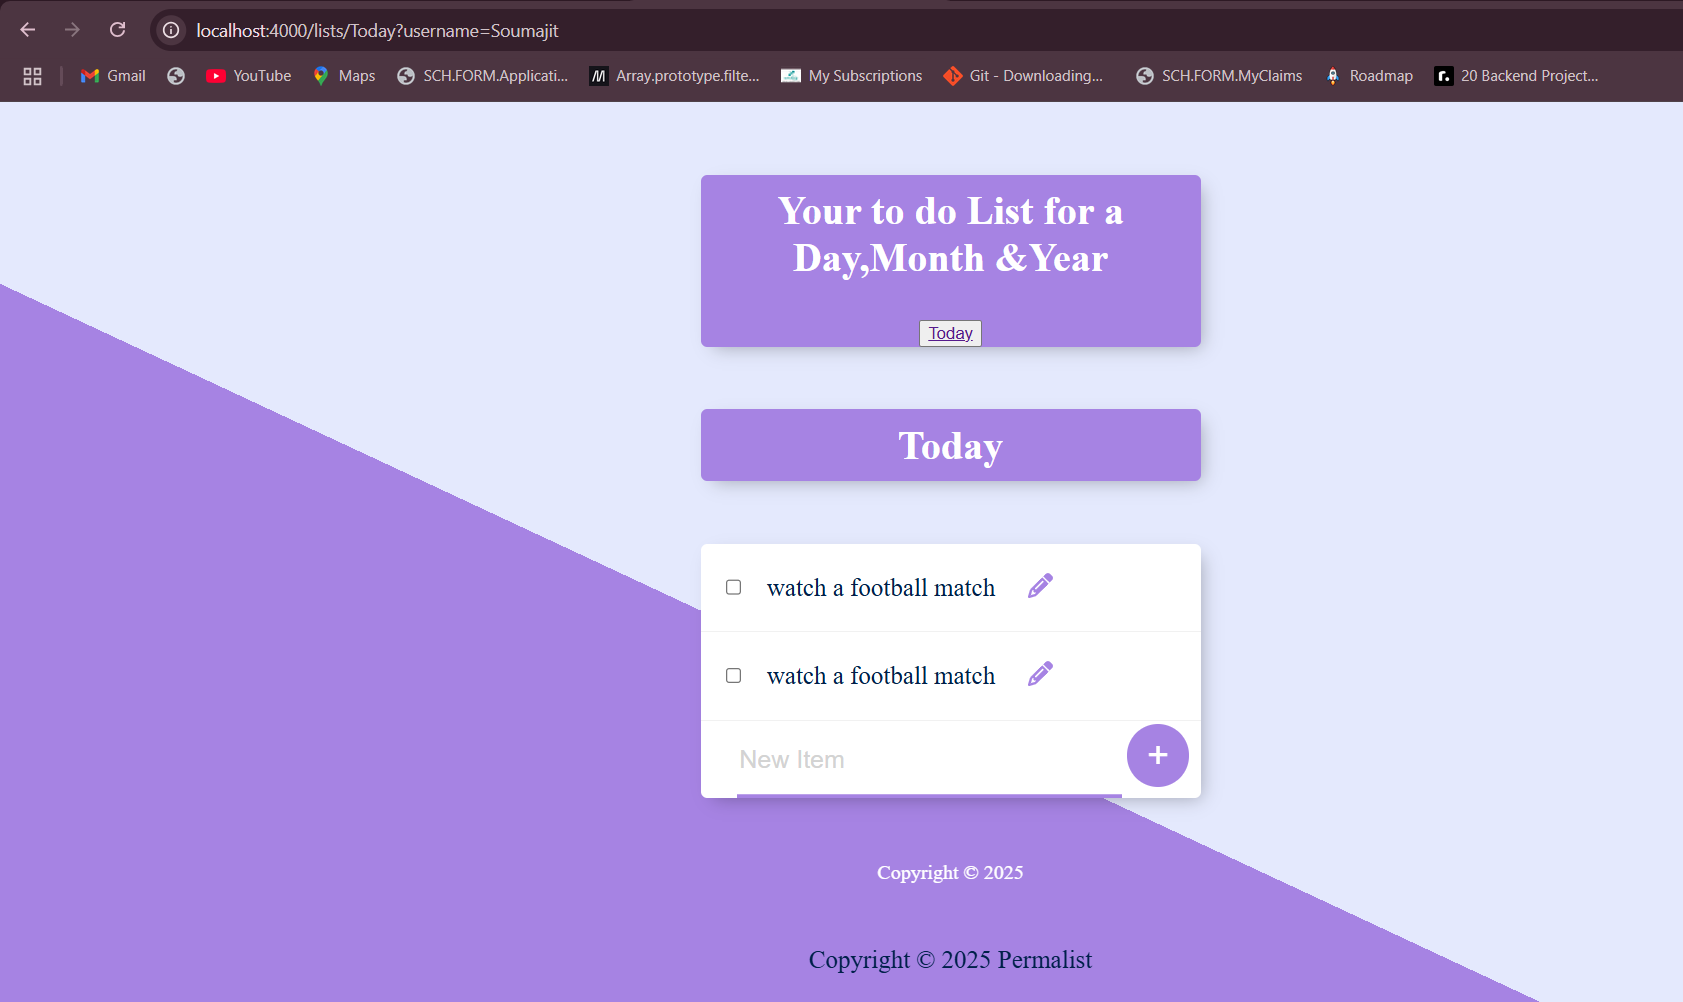 localhost:4000/lists/Today?username=Soumajit
Gmail YouTube Maps SCH.FORM.Applicati... Array.prototype.filte... My Subscriptions Git - Downloading... SCH.FORM.MyClaims Roadmap 20 Backend Project...
Your to do List for a
Day,Month &Year
Today
Today
watch a football match
watch a football match
New Item
+
Copyright © 2025
Copyright © 2025 Permalist